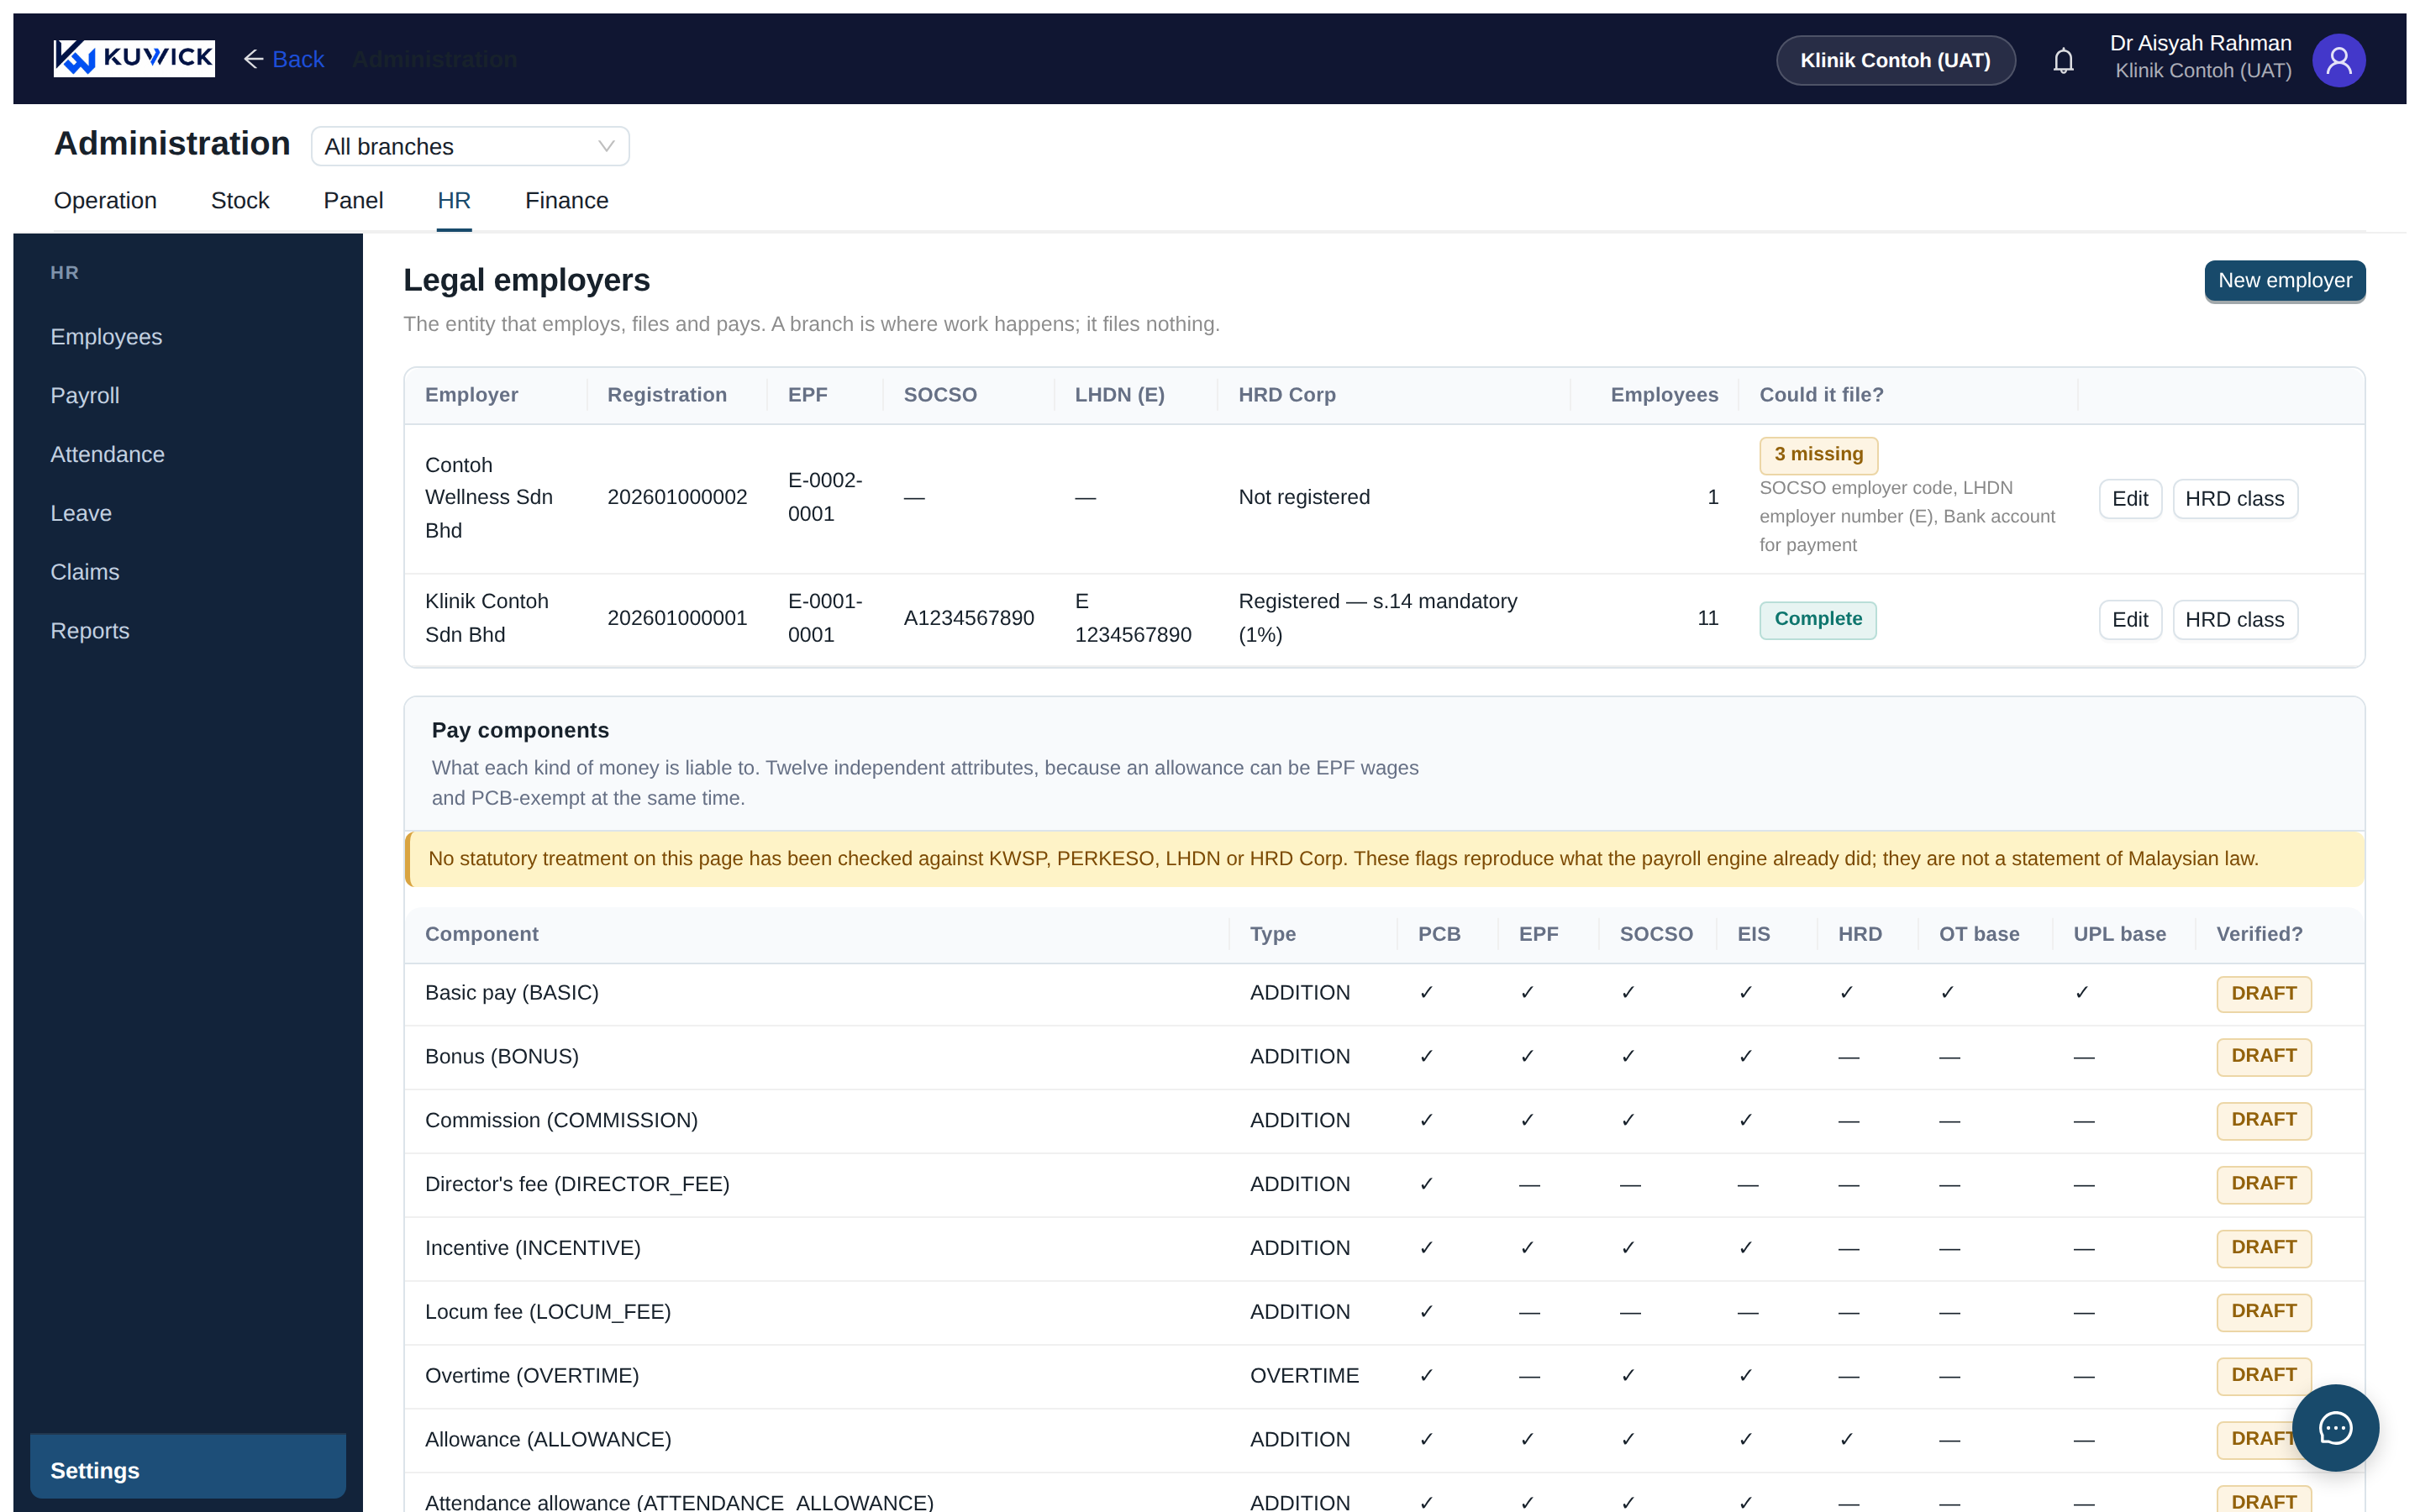 KUWICK
Back
Administration
Klinik Contoh (UAT)
Dr Aisyah Rahman
Klinik Contoh (UAT)
Administration
All branches
Operation Stock Panel HR Finance
HR
Employees
Payroll
Attendance
Leave
Claims
Reports
Settings
Legal employers
New employer
The entity that employs, files and pays. A branch is where work happens; it files nothing.
Employer Registration EPF SOCSO LHDN (E) HRD Corp Employees Could it file?
Contoh Wellness Sdn Bhd 202601000002 E-0002-0001 — — Not registered 1 3 missing
SOCSO employer code, LHDN
employer number (E), Bank account
for payment
Edit HRD class
Klinik Contoh Sdn Bhd 202601000001 E-0001-0001 A1234567890 E 1234567890 Registered — s.14 mandatory (1%) 11 Complete Edit HRD class
Pay components
What each kind of money is liable to. Twelve independent attributes, because an allowance can be EPF wages
and PCB-exempt at the same time.
No statutory treatment on this page has been checked against KWSP, PERKESO, LHDN or HRD Corp. These flags reproduce what the payroll engine already did; they are not a statement of Malaysian law.
Component Type PCB EPF SOCSO EIS HRD OT base UPL base Verified?
Basic pay (BASIC) ADDITION ✓ ✓ ✓ ✓ ✓ ✓ ✓ DRAFT
Bonus (BONUS) ADDITION ✓ ✓ ✓ ✓ — — — DRAFT
Commission (COMMISSION) ADDITION ✓ ✓ ✓ ✓ — — — DRAFT
Director's fee (DIRECTOR_FEE) ADDITION ✓ — — — — — — DRAFT
Incentive (INCENTIVE) ADDITION ✓ ✓ ✓ ✓ — — — DRAFT
Locum fee (LOCUM_FEE) ADDITION ✓ — — — — — — DRAFT
Overtime (OVERTIME) OVERTIME ✓ — ✓ ✓ — — — DRAFT
Allowance (ALLOWANCE) ADDITION ✓ ✓ ✓ ✓ ✓ — — DRAFT
Attendance allowance (ATTENDANCE_ALLOWANCE) ADDITION ✓ ✓ ✓ ✓ — — — DRAFT